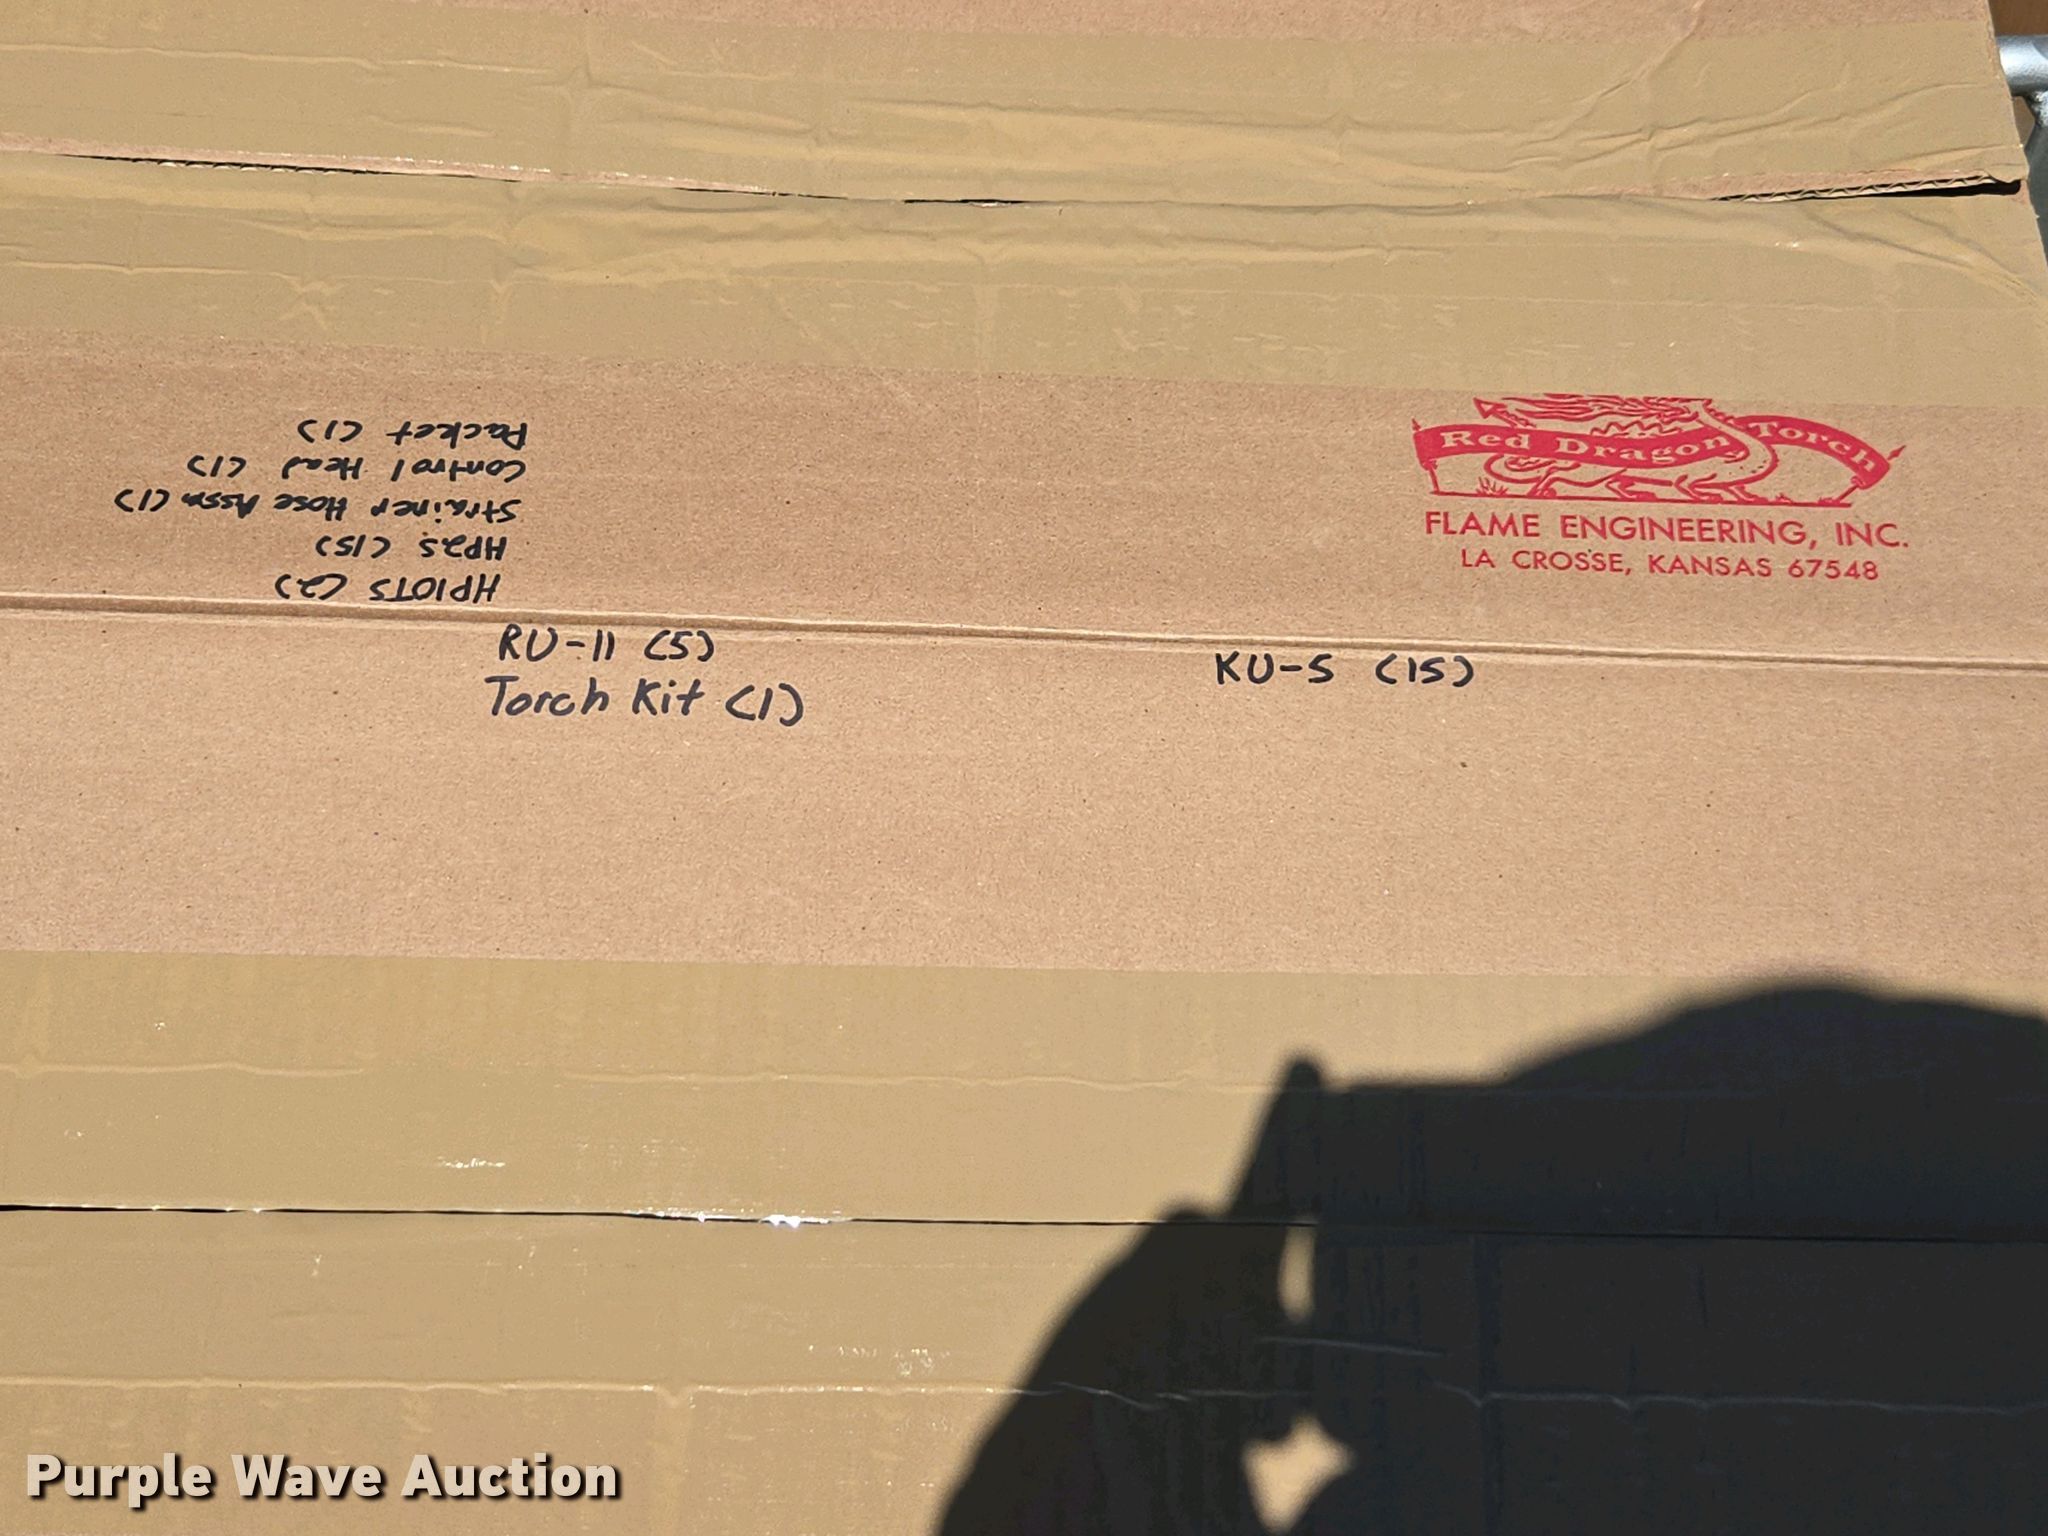 Red Dragon Torch
FLAME ENGINEERING, INC.
LA CROSSE, KANSAS 67548
HP10TS (2)
HP2.5 (15)
Strainer Hose Assm (1)
Control Head (1)
Packet (1)
RU-11 (5)
Torch Kit (1)
KU-5 (15)
Purple Wave Auction